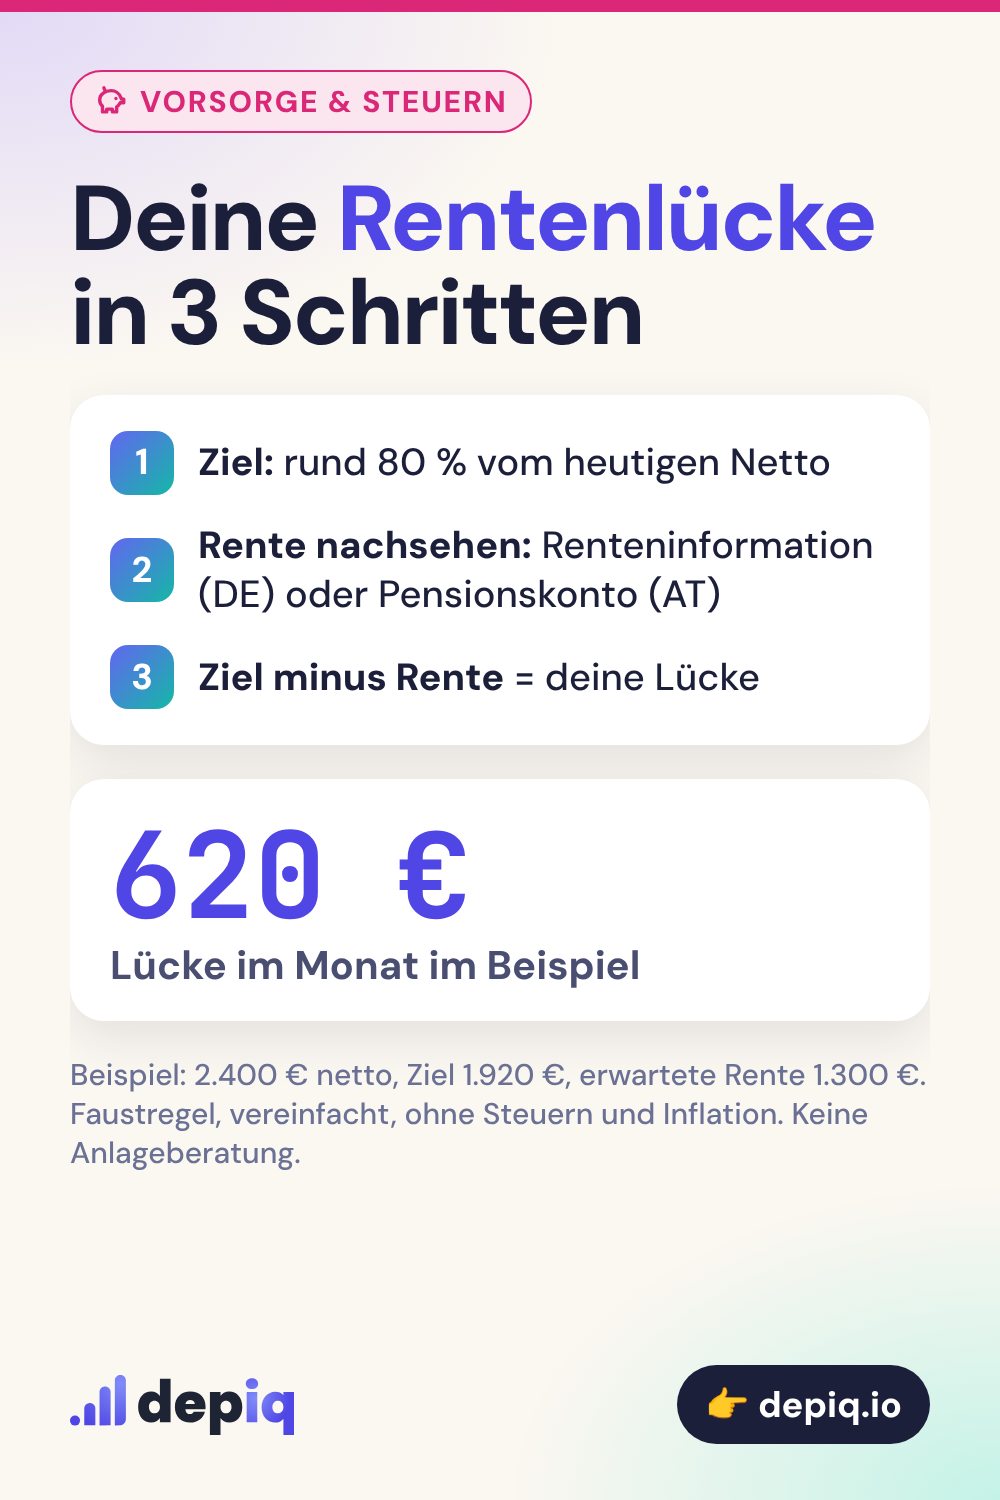 VORSORGE & STEUERN
Deine Rentenlücke
in 3 Schritten
1 Ziel: rund 80 % vom heutigen Netto
2 Rente nachsehen: Renteninformation
(DE) oder Pensionskonto (AT)
3 Ziel minus Rente = deine Lücke
620 €
Lücke im Monat im Beispiel
Beispiel: 2.400 € netto, Ziel 1.920 €, erwartete Rente 1.300 €.
Faustregel, vereinfacht, ohne Steuern und Inflation. Keine
Anlageberatung.
depiq
👉 depiq.io